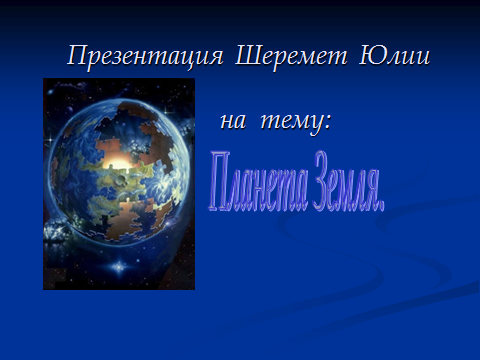 Презентация Шеремет Юлии
на тему:
Планета Земля.